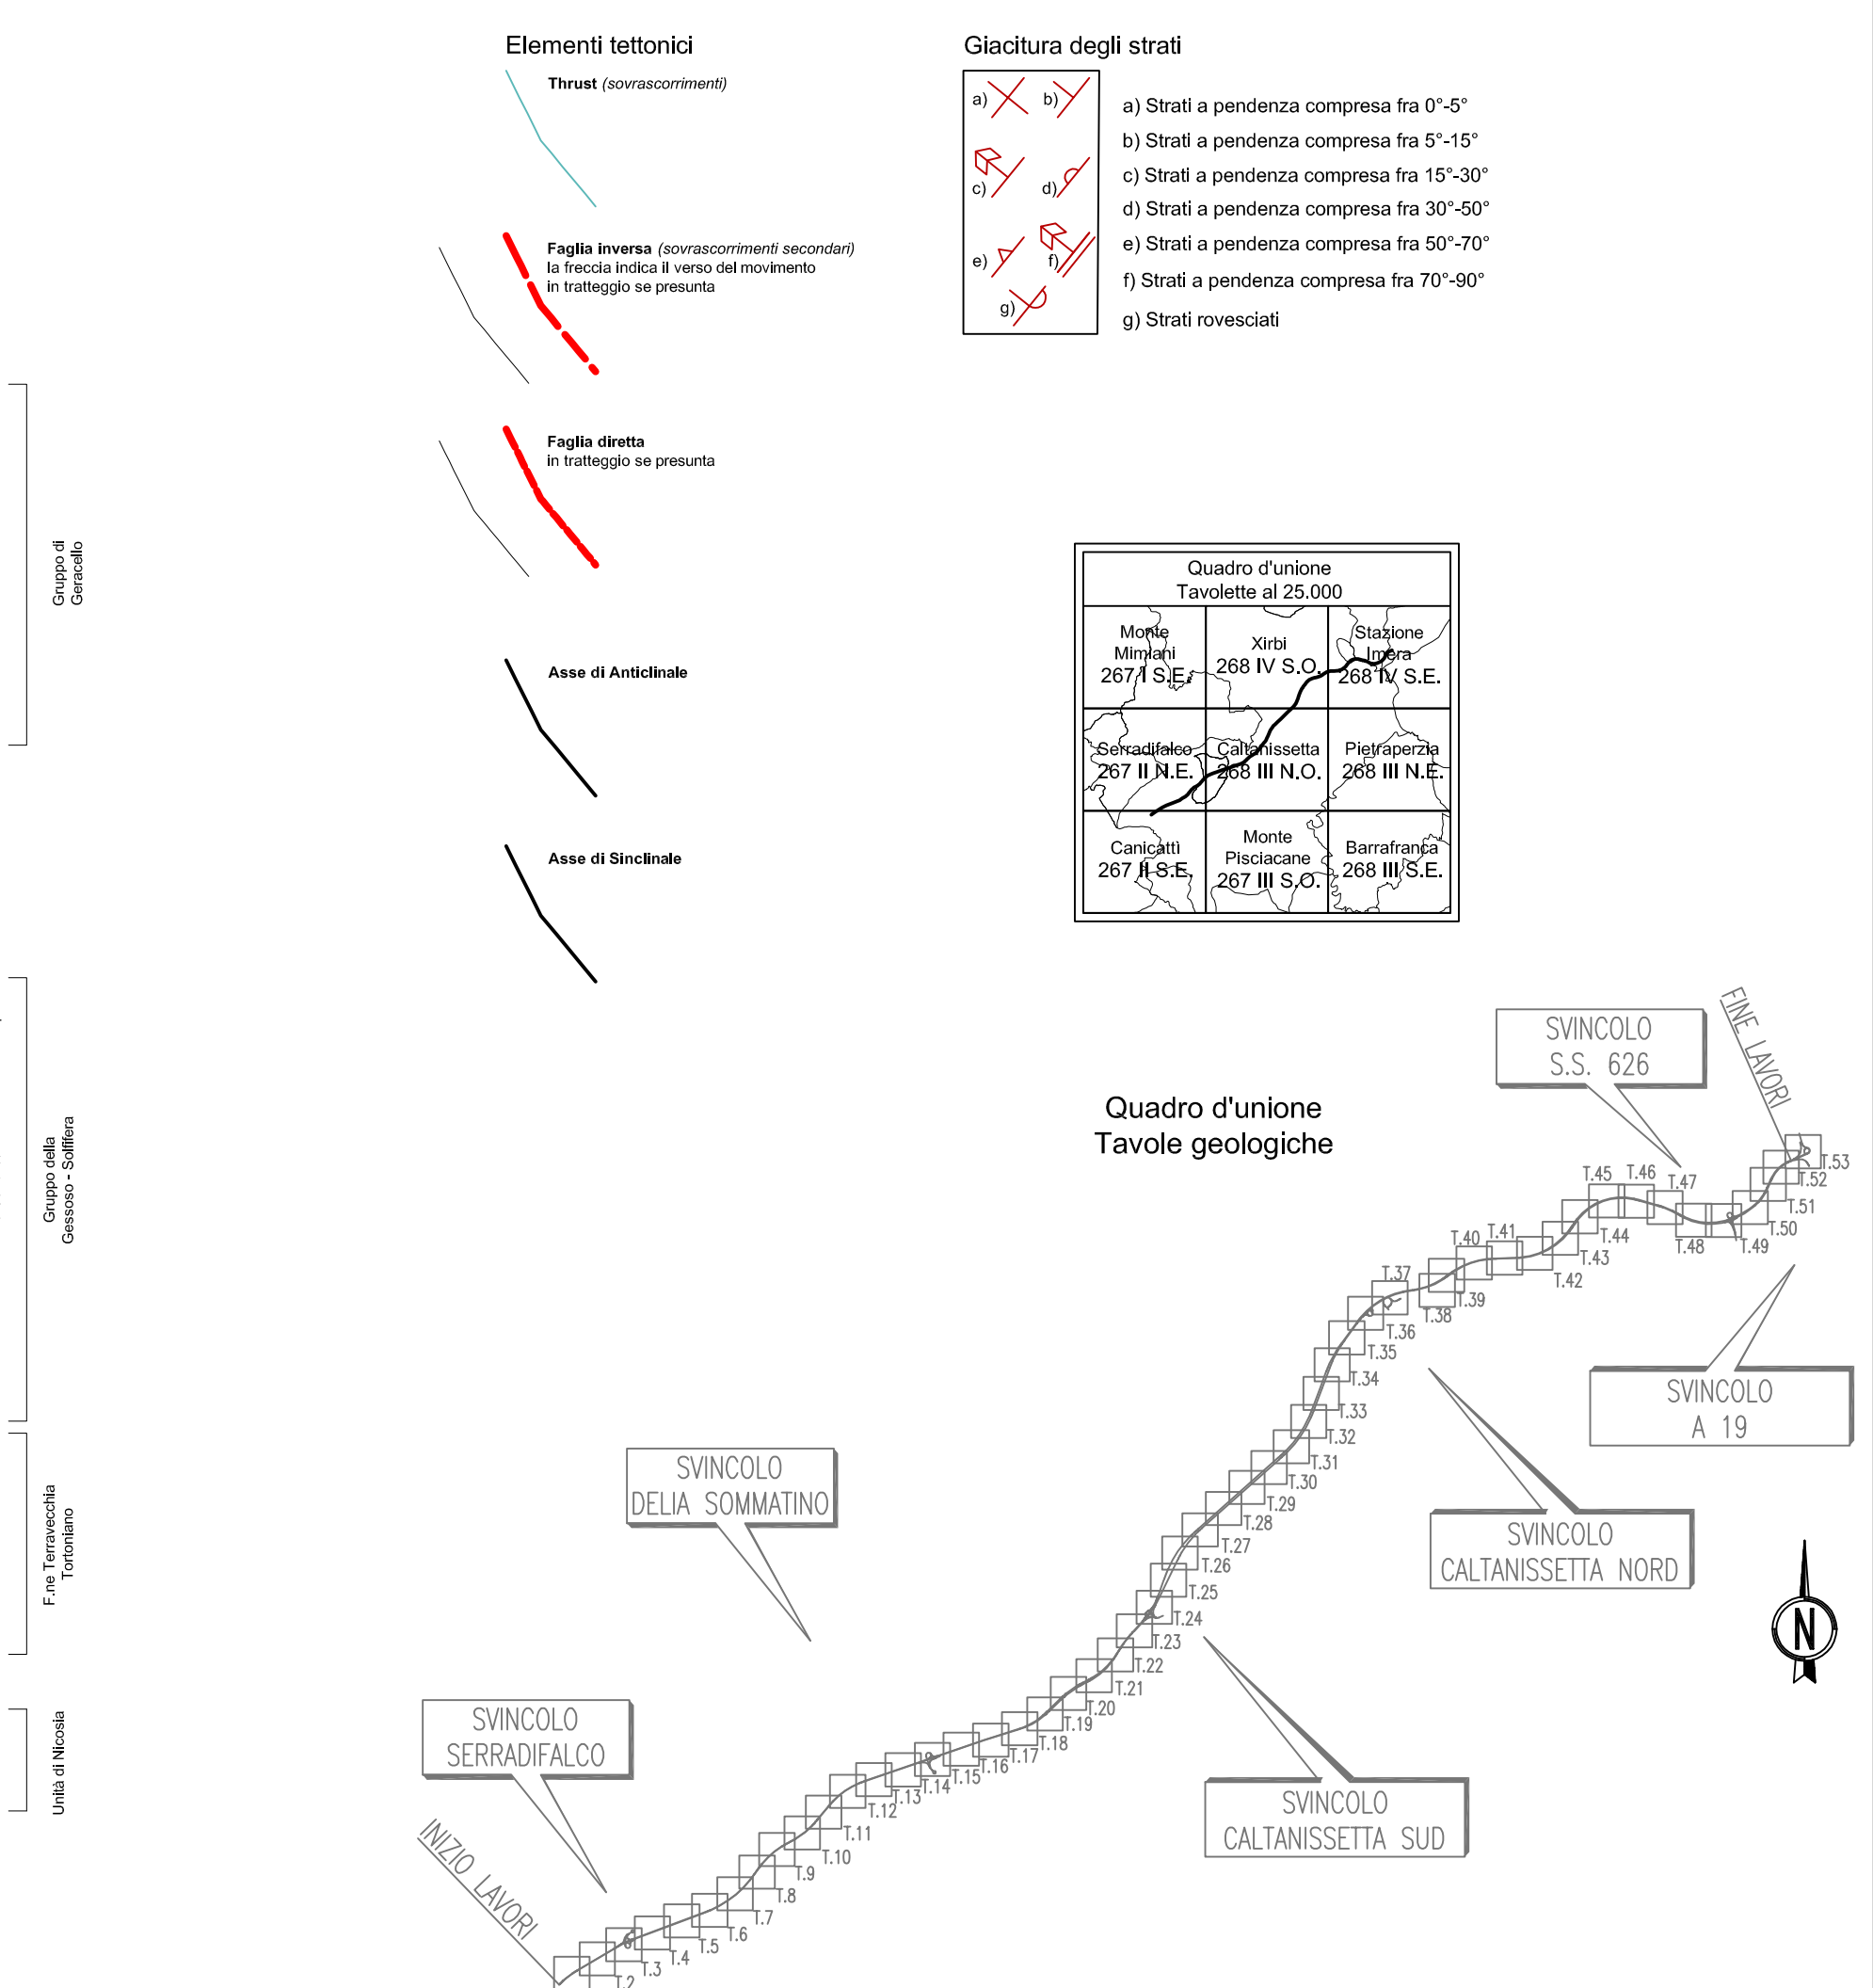 Elementi tettonici
Thrust (sovrascorrimenti)
Faglia inversa (sovrascorrimenti secondari)
la freccia indica il verso del movimento
in tratteggio se presunta
Faglia diretta
in tratteggio se presunta
Asse di Anticlinale
Asse di Sinclinale
Giacitura degli strati
a)
b)
c)
d)
e)
f)
g)
a) Strati a pendenza compresa fra 0°-5°
b) Strati a pendenza compresa fra 5°-15°
c) Strati a pendenza compresa fra 15°-30°
d) Strati a pendenza compresa fra 30°-50°
e) Strati a pendenza compresa fra 50°-70°
f) Strati a pendenza compresa fra 70°-90°
g) Strati rovesciati
Gruppo di
Geracello
Gruppo della
Gessoso - Solfifera
F.ne Terravecchia
Tortoniano
Unità di Nicosia
Quadro d'unione
Tavolette al 25.000
Monte
Mimiani
267 I S.E.
Xirbi
268 IV S.O.
Stazione
Imera
268 IV S.E.
Serradifalco
267 II N.E.
Caltanissetta
268 III N.O.
Pietraperzia
268 III N.E.
Canicattì
267 II S.E.
Monte
Pisciacane
267 III S.O.
Barrafranca
268 III S.E.
Quadro d'unione
Tavole geologiche
SVINCOLO
S.S. 626
FINE LAVORI
SVINCOLO
A 19
SVINCOLO
CALTANISSETTA NORD
SVINCOLO
DELIA SOMMATINO
SVINCOLO
SERRADIFALCO
SVINCOLO
CALTANISSETTA SUD
INIZIO LAVORI
N
T.53
T.52
T.51
T.50
T.49
T.48
T.47
T.46
T.45
T.44
T.43
T.42
T.41
T.40
T.39
T.38
T.37
T.36
T.35
T.34
T.33
T.32
T.31
T.30
T.29
T.28
T.27
T.26
T.25
T.24
T.23
T.22
T.21
T.20
T.19
T.18
T.17
T.16
T.15
T.14
T.13
T.12
T.11
T.10
T.9
T.8
T.7
T.6
T.5
T.4
T.3
T.2